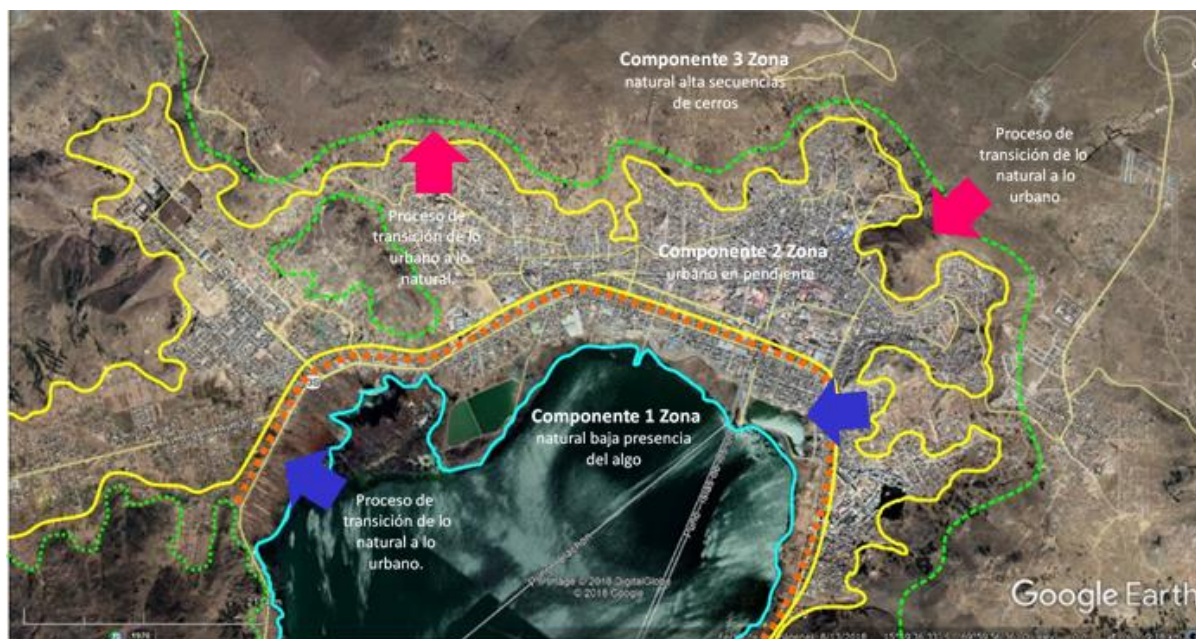 Componente 3 Zona
natural alta secuencias
de cerros
Proceso de
transición de lo
natural a lo
urbano
Proceso de
transición de lo
urbano a lo
natural.
Componente 2 Zona
urbano en pendiente
Componente 1 Zona
natural baja presencia
del algo
Proceso de
transición de lo
natural a lo
urbano.
Image © 2018 DigitalGlobe
© 2018 Google
Google Earth
1970